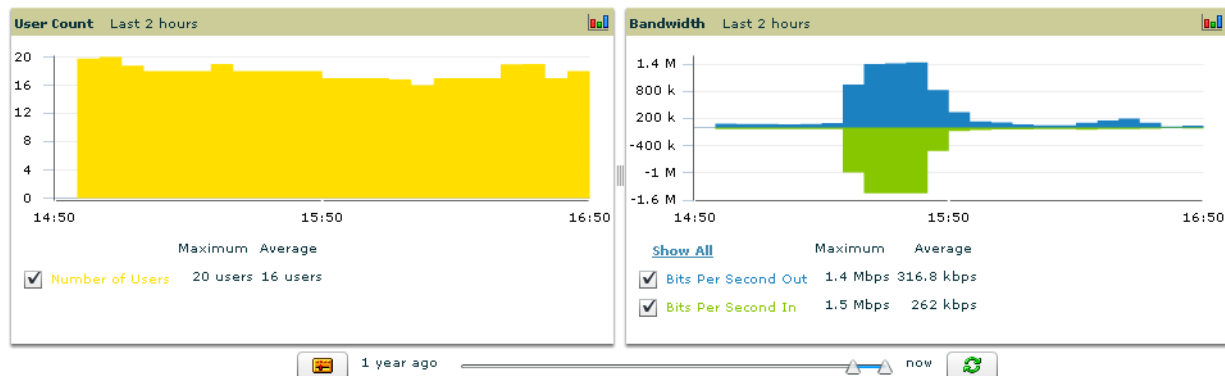 User Count Last 2 hours
20
16
12
8
4
0
14:50 15:50 16:50
Maximum Average
Number of Users 20 users 16 users
Bandwidth Last 2 hours
1.4 M
800 k
200 k
-400 k
-1 M
-1.6 M
14:50 15:50 16:50
Show All Maximum Average
Bits Per Second Out 1.4 Mbps 316.8 kbps
Bits Per Second In 1.5 Mbps 262 kbps
1 year ago now